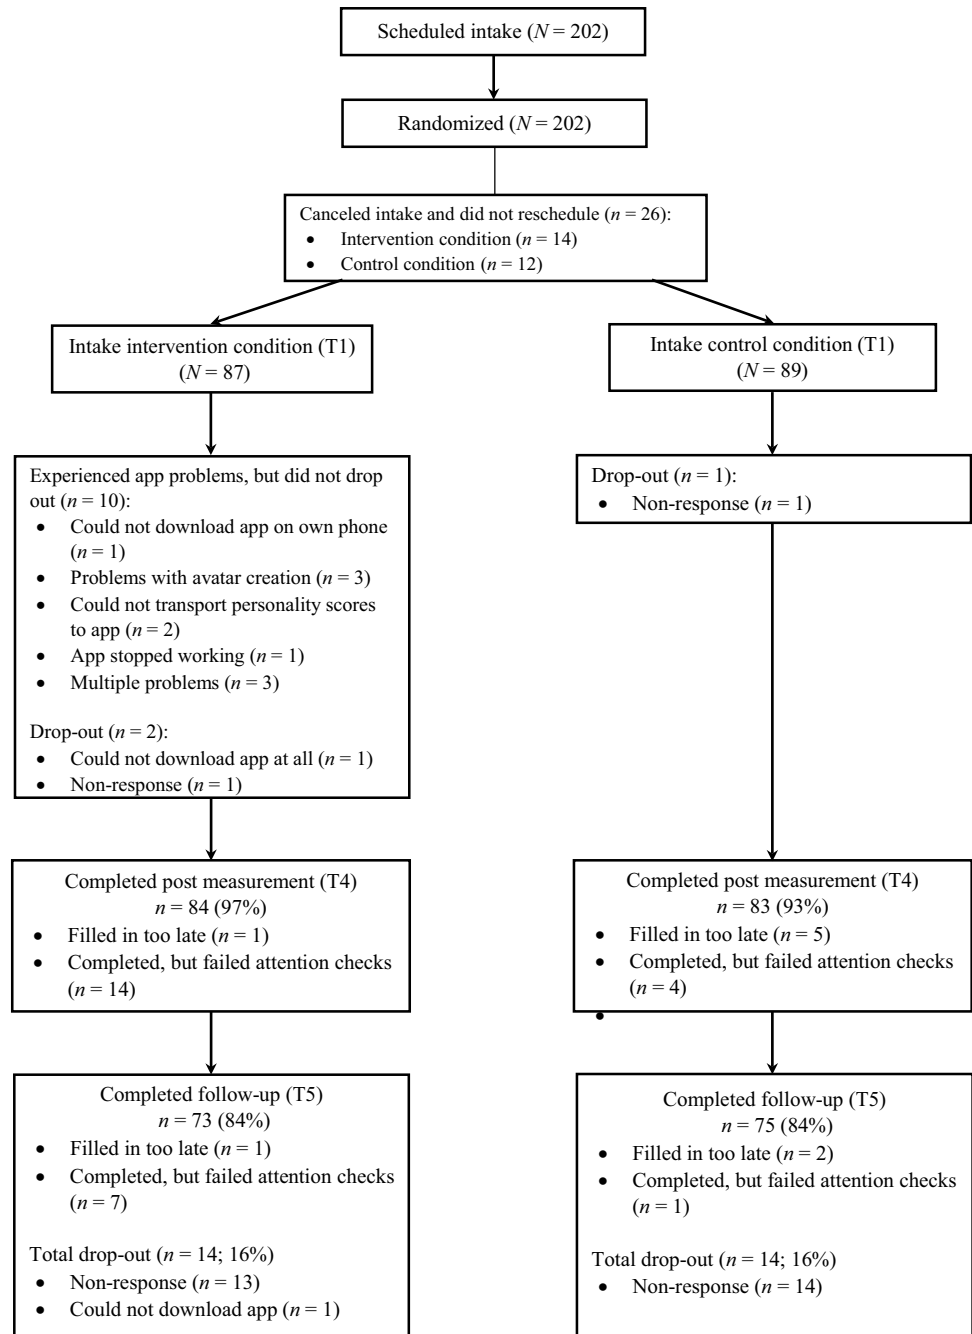 Scheduled intake (N = 202)
Randomized (N = 202)
Canceled intake and did not reschedule (n = 26):
• Intervention condition (n = 14)
• Control condition (n = 12)
Intake intervention condition (T1)
(N = 87)
Intake control condition (T1)
(N = 89)
Experienced app problems, but did not drop
out (n = 10):
• Could not download app on own phone
(n = 1)
• Problems with avatar creation (n = 3)
• Could not transport personality scores
to app (n = 2)
• App stopped working (n = 1)
• Multiple problems (n = 3)
Drop-out (n = 2):
• Could not download app at all (n = 1)
• Non-response (n = 1)
Drop-out (n = 1):
• Non-response (n = 1)
Completed post measurement (T4)
n = 84 (97%)
• Filled in too late (n = 1)
• Completed, but failed attention checks
(n = 14)
Completed post measurement (T4)
n = 83 (93%)
• Filled in too late (n = 5)
• Completed, but failed attention checks
(n = 4)
•
Completed follow-up (T5)
n = 73 (84%)
• Filled in too late (n = 1)
• Completed, but failed attention checks
(n = 7)
Total drop-out (n = 14; 16%)
• Non-response (n = 13)
• Could not download app (n = 1)
Completed follow-up (T5)
n = 75 (84%)
• Filled in too late (n = 2)
• Completed, but failed attention checks
(n = 1)
Total drop-out (n = 14; 16%)
• Non-response (n = 14)